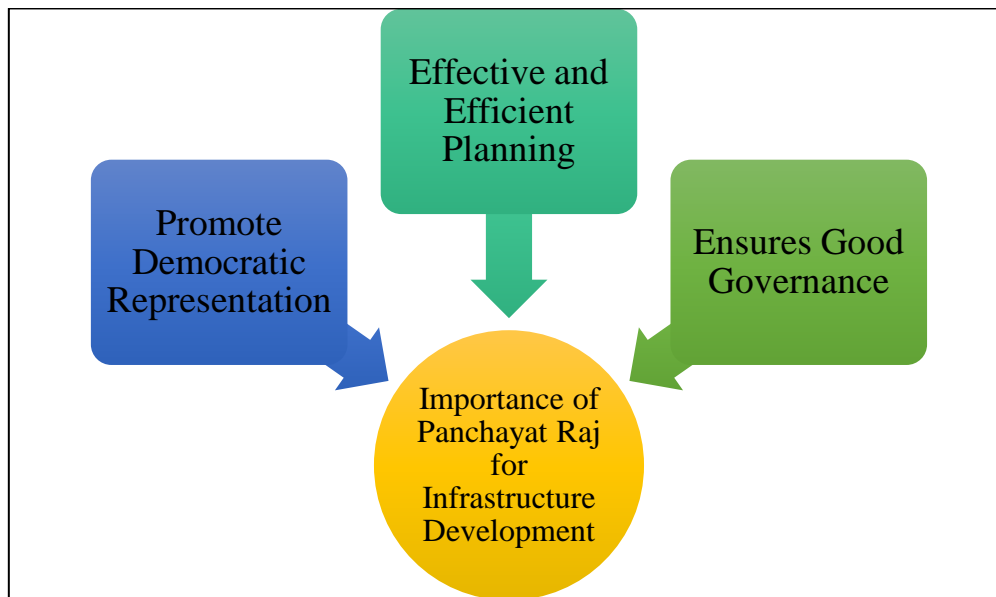 Effective and
Efficient
Planning
Promote
Democratic
Representation
Ensures Good
Governance
Importance of
Panchayat Raj
for
Infrastructure
Development